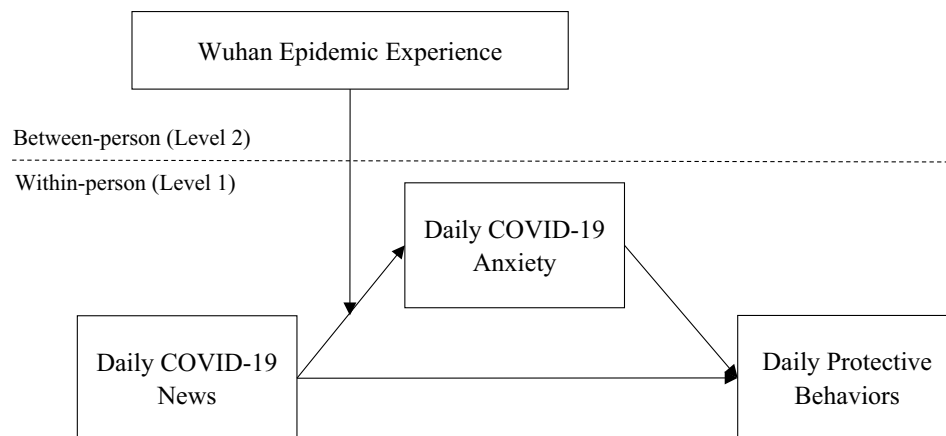 Wuhan Epidemic Experience
Between-person (Level 2)
Within-person (Level 1)
Daily COVID-19
Anxiety
Daily COVID-19
News
Daily Protective
Behaviors